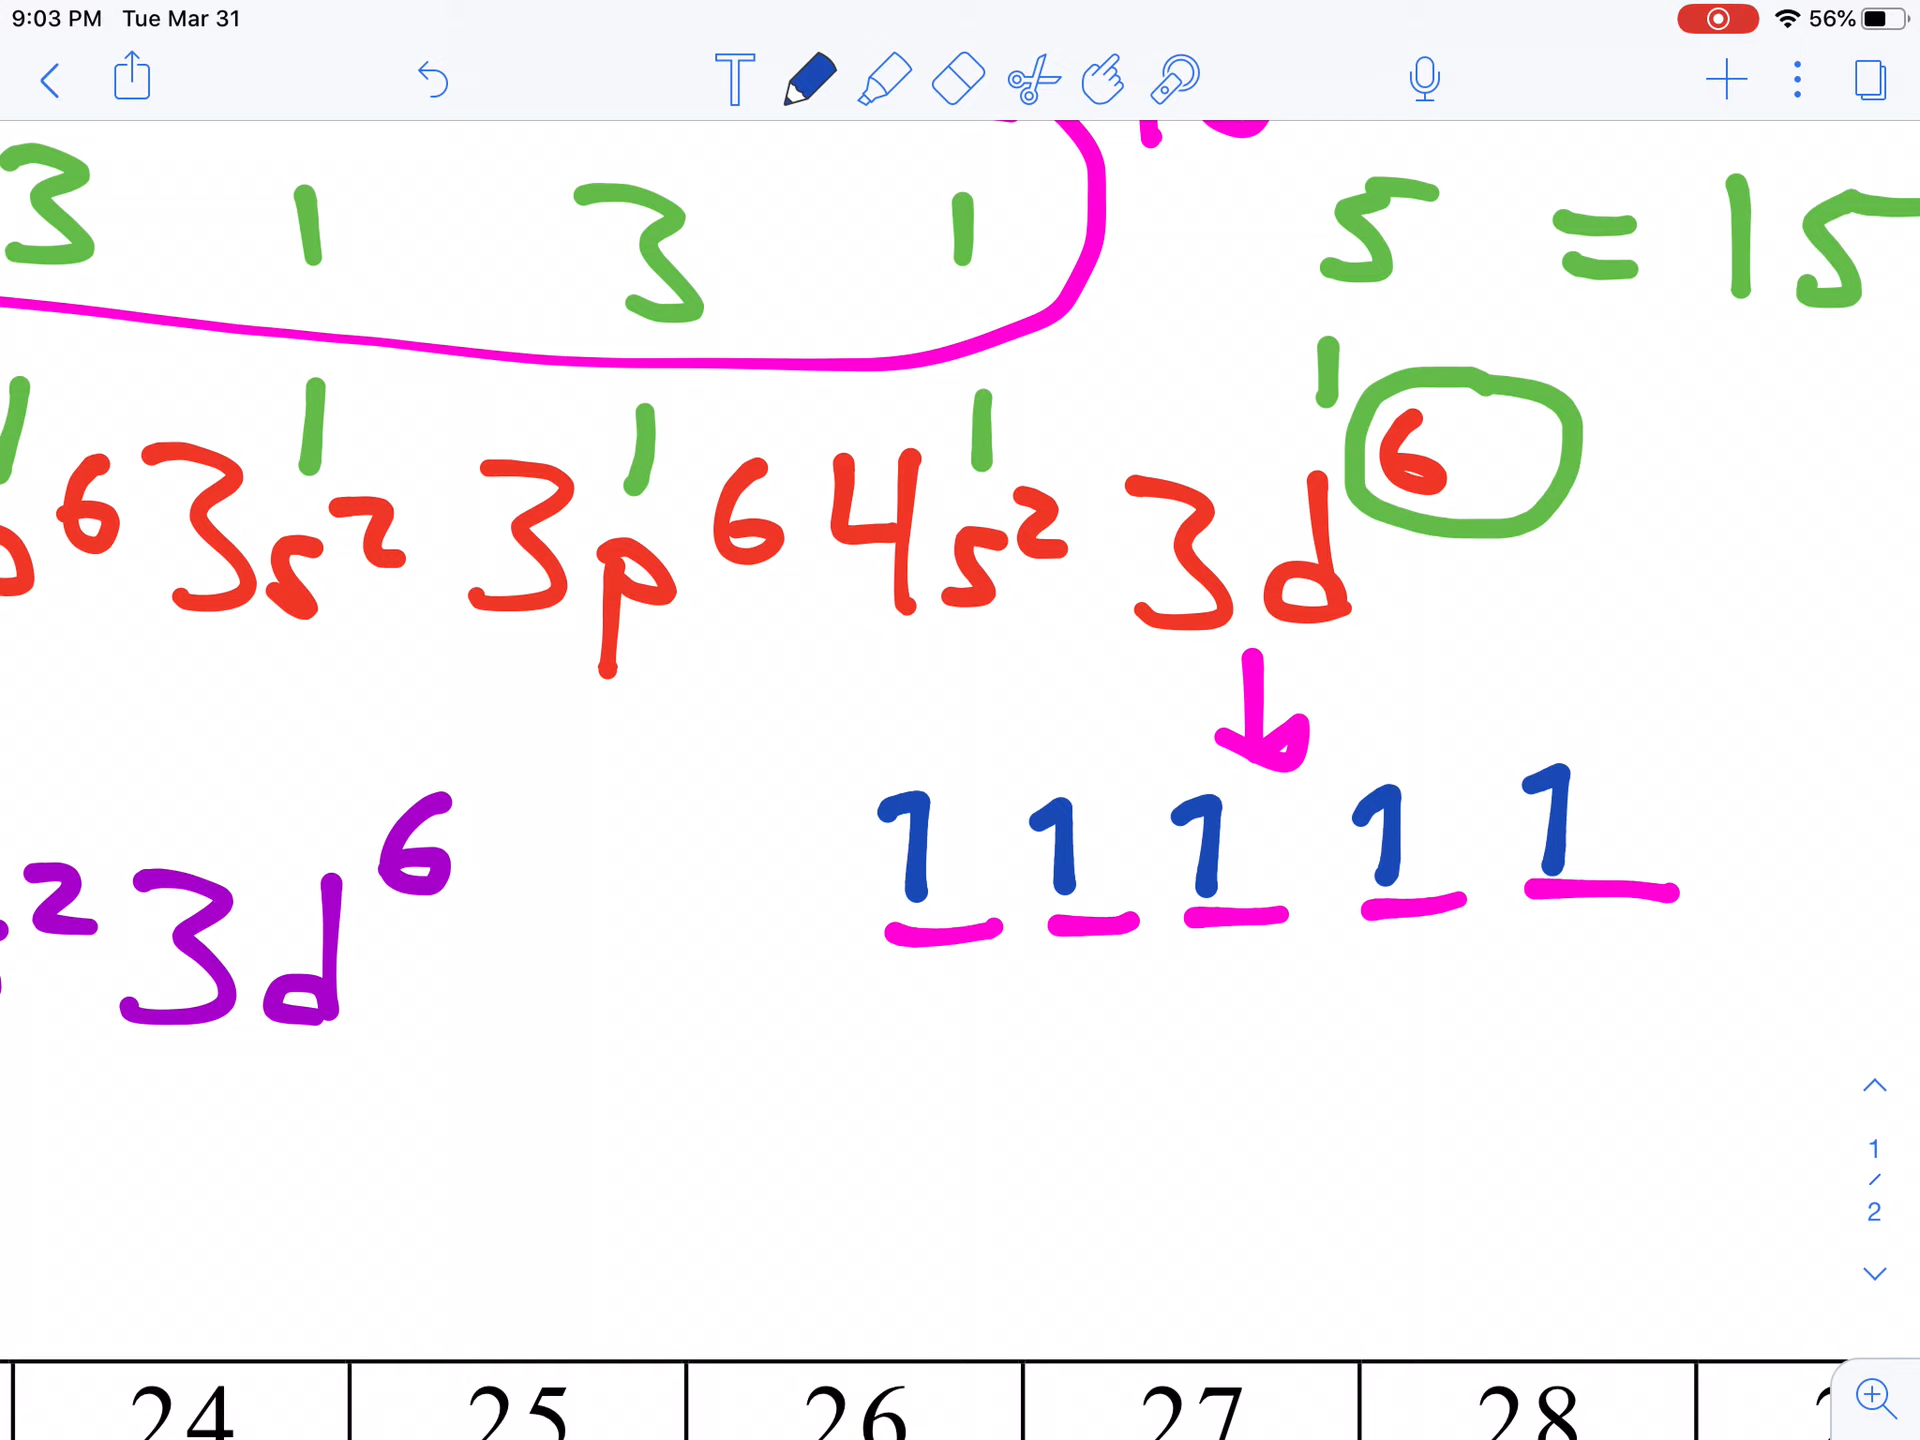 9:03 PM Tue Mar 31 56%
T
3 1 3 1 5 = 15
1 1 1 1 1
6 3s² 3p⁶ 4s² 3d⁶
1 1 1 1 1
² 3d⁶
1
/
2
24 25 26 27 28